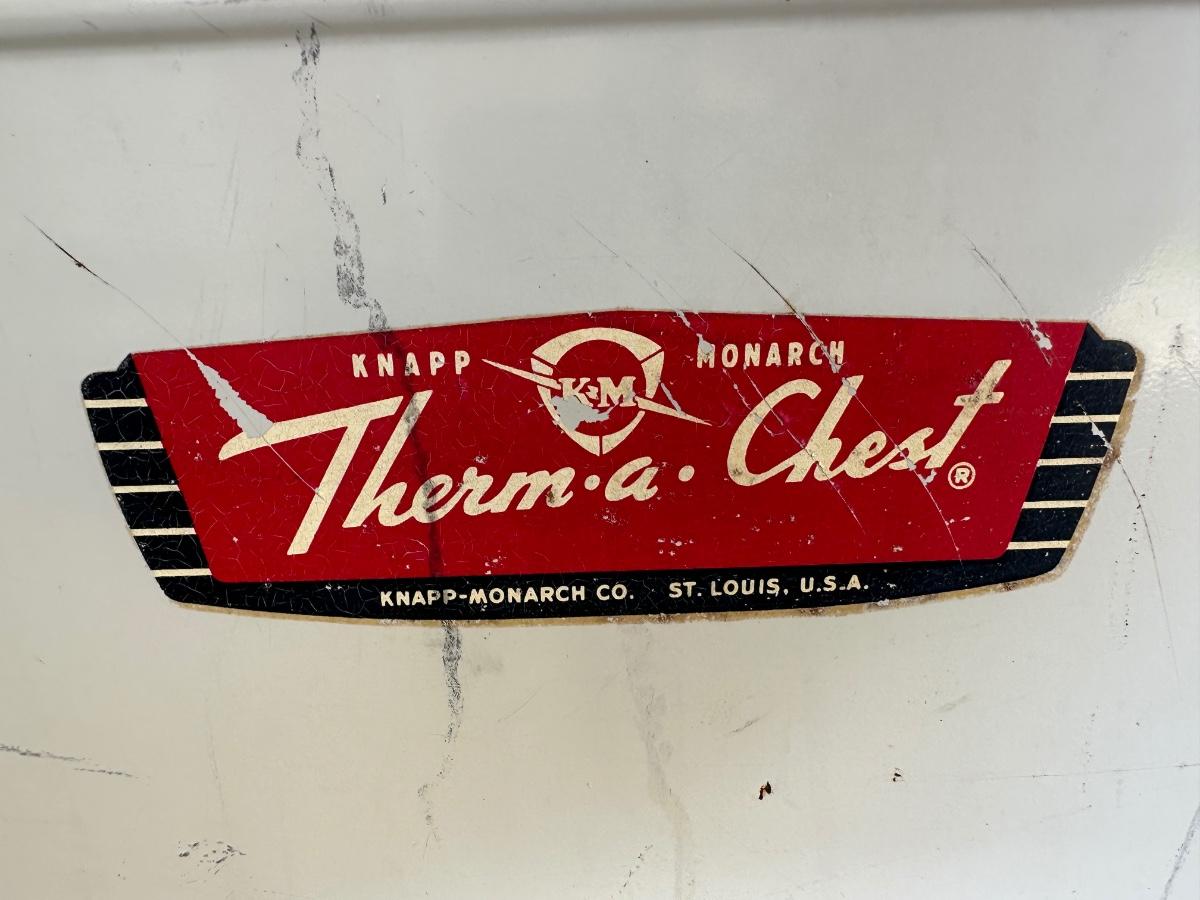 KNAPP MONARCH
K&M
Therm·a·Chest®
KNAPP-MONARCH CO. ST. LOUIS, U.S.A.